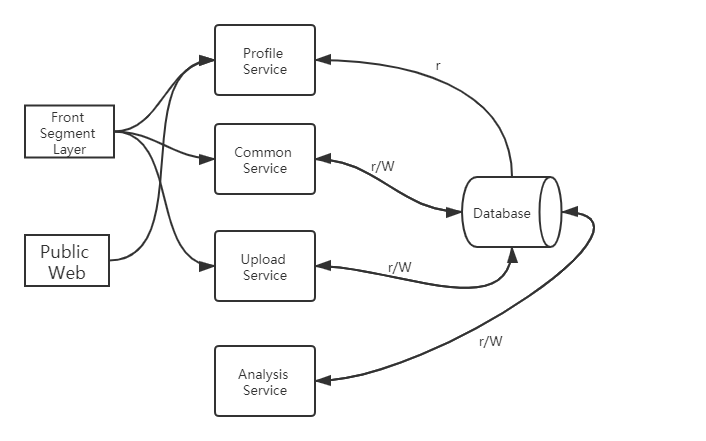 Profile
Service
r
Front
Segment
Layer
Common
Service
r/W
Database
Public
Web
Upload
Service
r/W
r/W
Analysis
Service